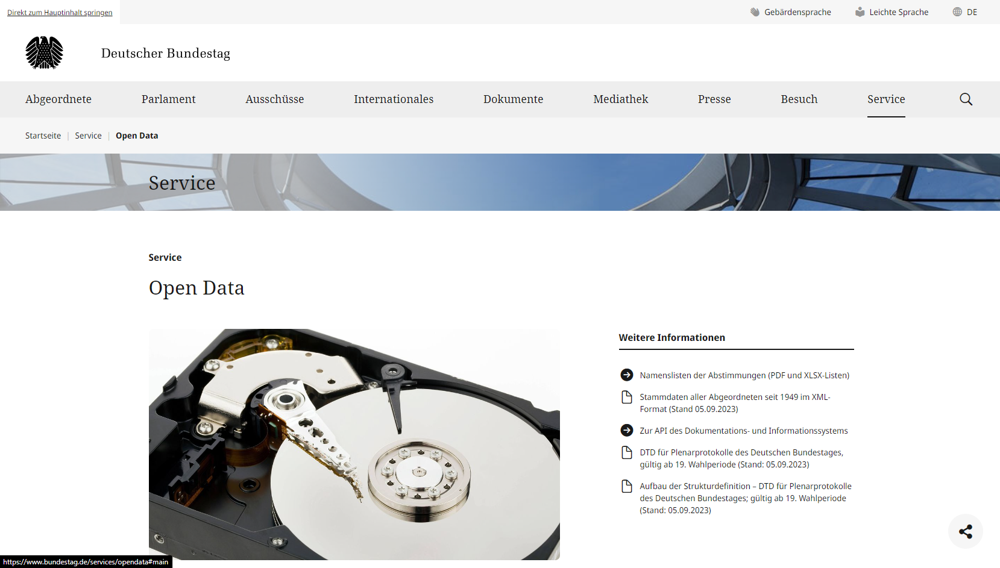 Direkt zum Hauptinhalt springen
Gebärdensprache
Leichte Sprache
DE
Deutscher Bundestag
Abgeordnete
Parlament
Ausschüsse
Internationales
Dokumente
Mediathek
Presse
Besuch
Service
Startseite
Service
Open Data
Service
Service
Open Data
Weitere Informationen
Namenslisten der Abstimmungen (PDF und XLSX-Listen)
Stammdaten aller Abgeordneten seit 1949 im XML-
Format (Stand 05.09.2023)
Zur API des Dokumentations- und Informationssystems
DTD für Plenarprotokolle des Deutschen Bundestages,
gültig ab 19. Wahlperiode (Stand: 05.09.2023)
Aufbau der Strukturdefinition – DTD für Plenarprotokolle
des Deutschen Bundestages; gültig ab 19. Wahlperiode
(Stand: 05.09.2023)
https://www.bundestag.de/services/opendata#main